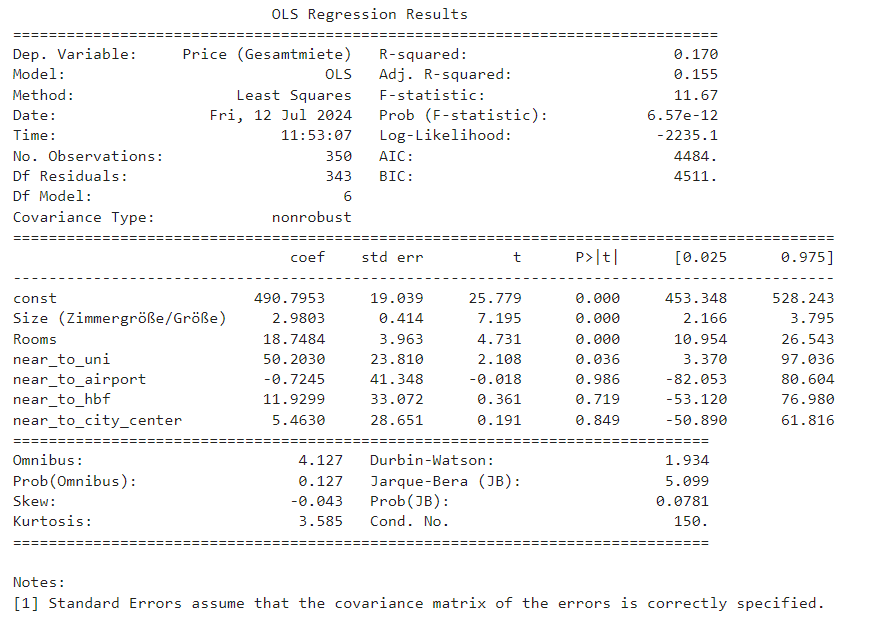 OLS Regression Results
==============================================================================
Dep. Variable:     Price (Gesamtmiete)   R-squared:                       0.170
Model:                             OLS   Adj. R-squared:                  0.155
Method:                  Least Squares   F-statistic:                     11.67
Date:                 Fri, 12 Jul 2024   Prob (F-statistic):           6.57e-12
Time:                         11:53:07   Log-Likelihood:                -2235.1
No. Observations:                  350   AIC:                             4484.
Df Residuals:                      343   BIC:                             4511.
Df Model:                            6
Covariance Type:             nonrobust
==============================================================================
coef    std err          t      P>|t|      [0.025      0.975]
------------------------------------------------------------------------------
const                      490.7953     19.039     25.779      0.000     453.348     528.243
Size (Zimmergröße/Größe)     2.9803      0.414      7.195      0.000       2.166       3.795
Rooms                       18.7484      3.963      4.731      0.000      10.954      26.543
near_to_uni                 50.2030     23.810      2.108      0.036       3.370      97.036
near_to_airport             -0.7245     41.348     -0.018      0.986     -82.053      80.604
near_to_hbf                 11.9299     33.072      0.361      0.719     -53.120      76.980
near_to_city_center          5.4630     28.651      0.191      0.849     -50.890      61.816
==============================================================================
Omnibus:                        4.127   Durbin-Watson:                   1.934
Prob(Omnibus):                  0.127   Jarque-Bera (JB):                5.099
Skew:                          -0.043   Prob(JB):                       0.0781
Kurtosis:                       3.585   Cond. No.                         150.
==============================================================================
Notes:
[1] Standard Errors assume that the covariance matrix of the errors is correctly specified.